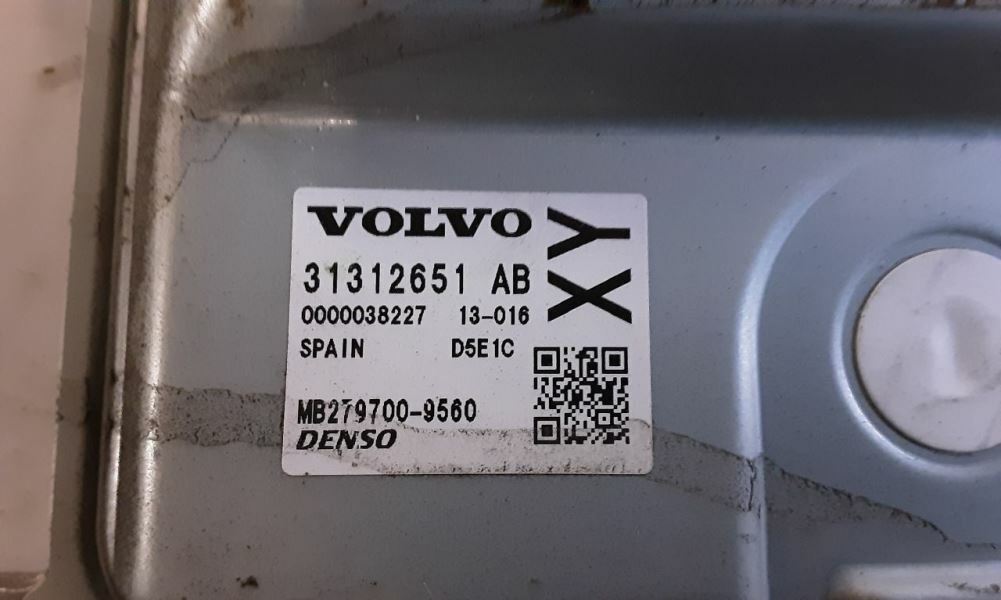 VOLVO
31312651 AB
0000038227 13-016
SPAIN D5E1C
MB279700-9560
DENSO
XY